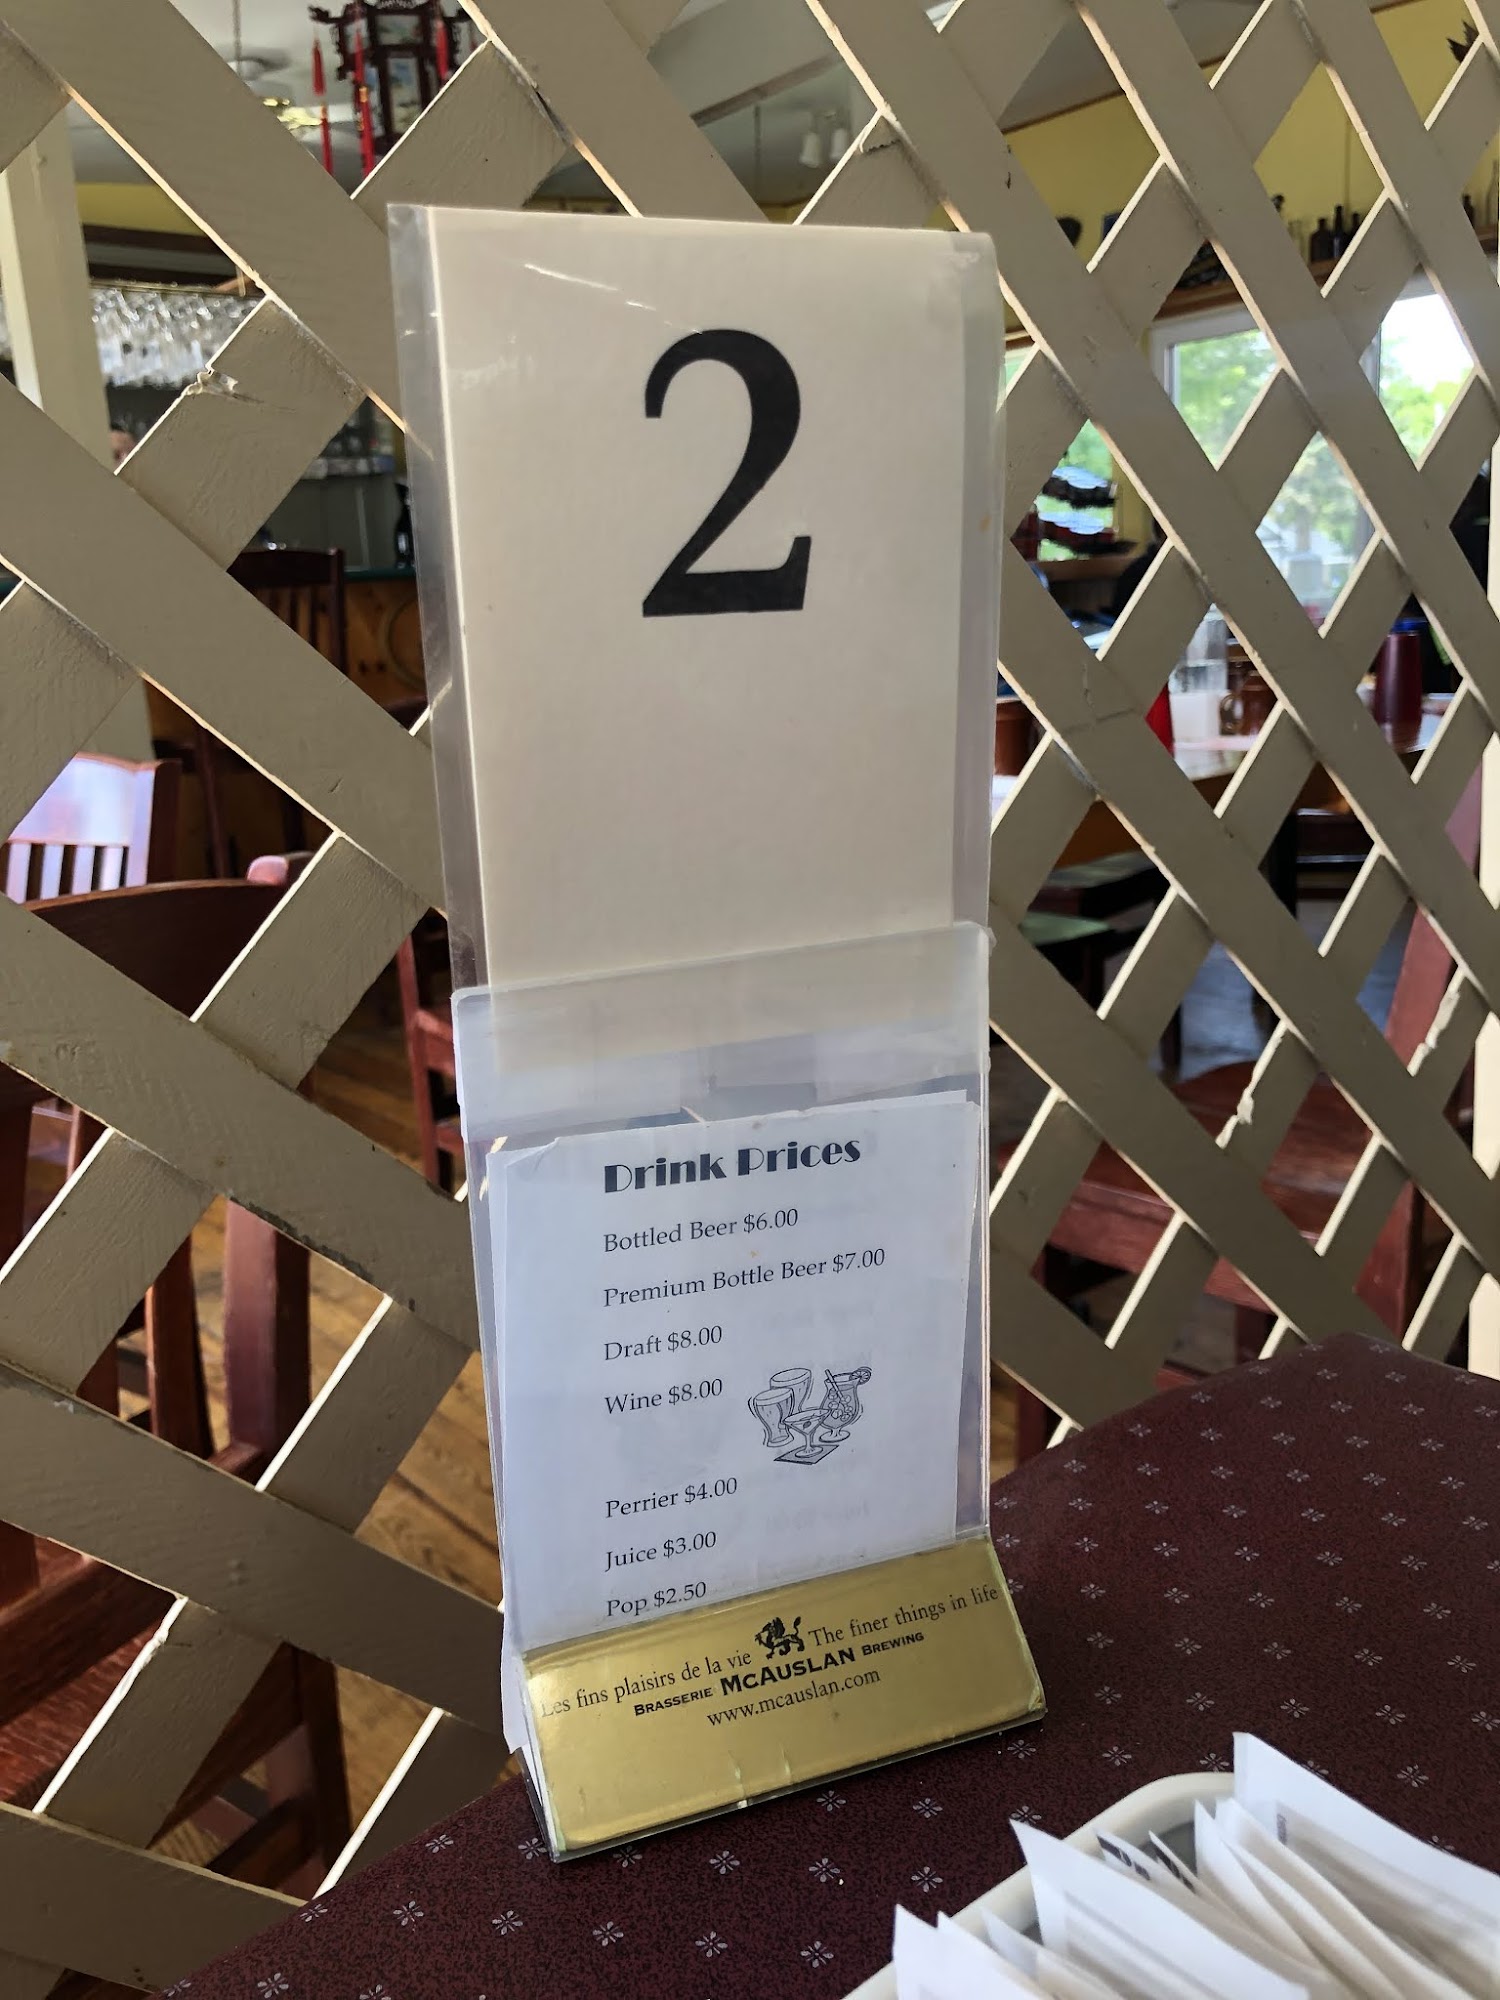 2
Drink Prices
Bottled Beer $6.00
Premium Bottle Beer $7.00
Draft $8.00
Wine $8.00
Perrier $4.00
Juice $3.00
Pop $2.50
Les fins plaisirs de la vie The finer things in life
BRASSERIE MCAUSLAN BREWING
www.mcauslan.com